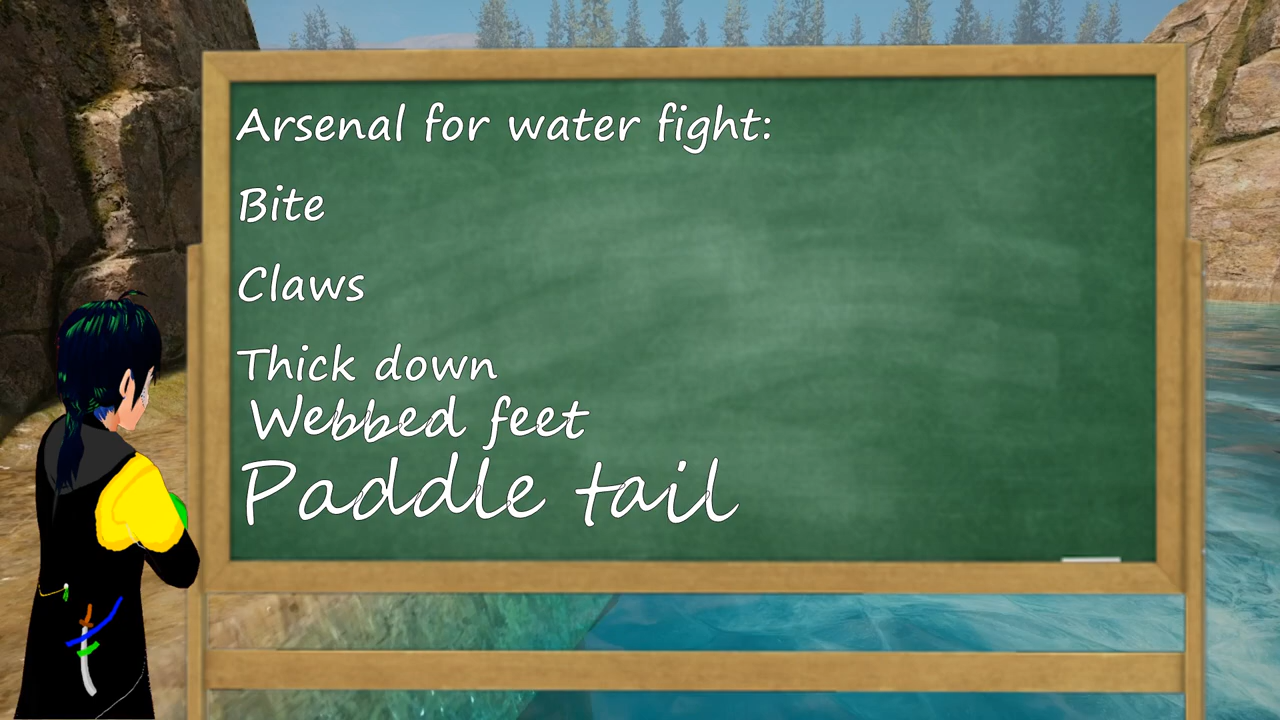 Arsenal for water fight:
Bite
Claws
Thick down
Webbed feet
Paddle tail